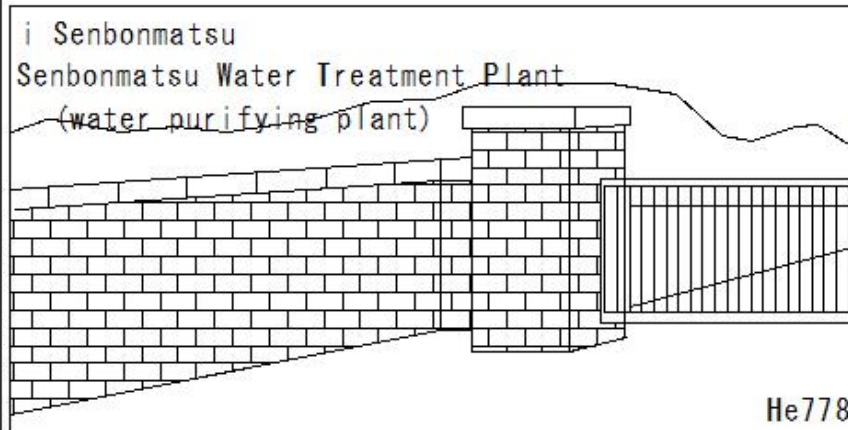 i Senbonmatsu
Senbonmatsu Water Treatment Plant
(water purifying plant)
He778